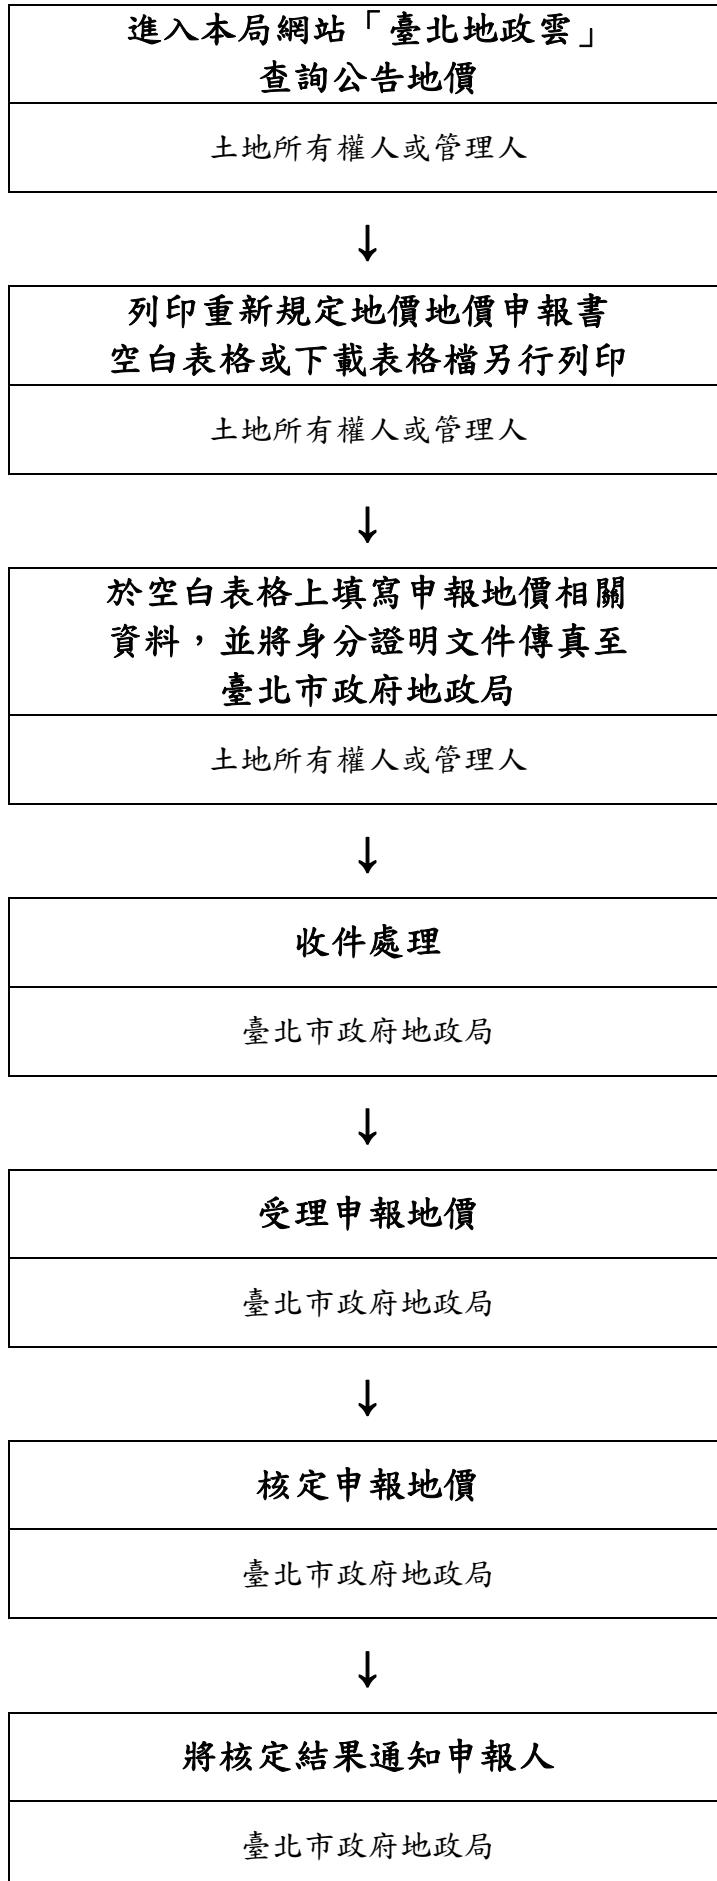 進入本局網站「臺北地政雲」
查詢公告地價
土地所有權人或管理人
↓
列印重新規定地價地價申報書
空白表格或下載表格檔另行列印
土地所有權人或管理人
↓
於空白表格上填寫申報地價相關
資料，並將身分證明文件傳真至
臺北市政府地政局
土地所有權人或管理人
↓
收件處理
臺北市政府地政局
↓
受理申報地價
臺北市政府地政局
↓
核定申報地價
臺北市政府地政局
↓
將核定結果通知申報人
臺北市政府地政局